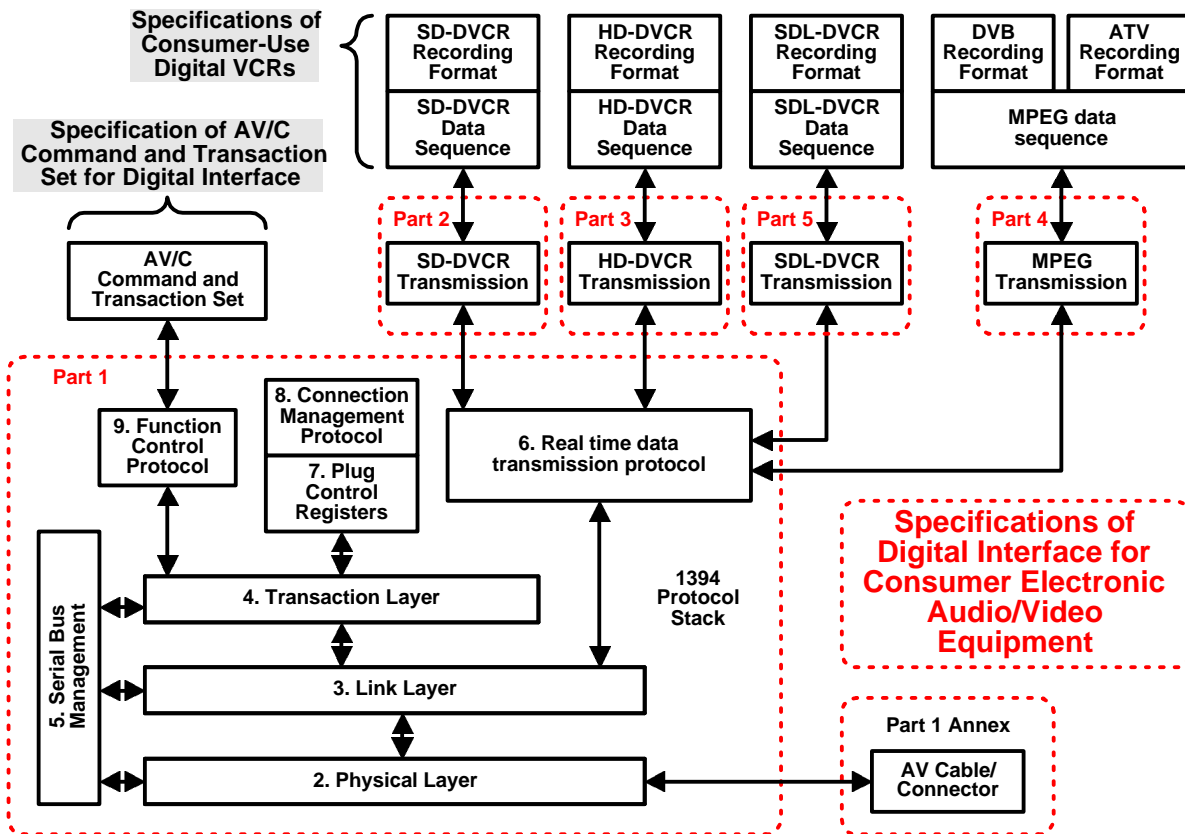 Specifications of
Consumer-Use
Digital VCRs
SD-DVCR
Recording
Format
SD-DVCR
Data
Sequence
HD-DVCR
Recording
Format
HD-DVCR
Data
Sequence
SDL-DVCR
Recording
Format
SDL-DVCR
Data
Sequence
DVB
Recording
Format
ATV
Recording
Format
MPEG data
sequence
Specification of AV/C
Command and Transaction
Set for Digital Interface
AV/C
Command and
Transaction Set
Part 2
SD-DVCR
Transmission
Part 3
HD-DVCR
Transmission
Part 5
SDL-DVCR
Transmission
Part 4
MPEG
Transmission
Part 1
9. Function
Control
Protocol
8. Connection
Management
Protocol
7. Plug
Control
Registers
6. Real time data
transmission protocol
5. Serial Bus
Management
4. Transaction Layer
3. Link Layer
2. Physical Layer
1394
Protocol
Stack
Specifications of
Digital Interface for
Consumer Electronic
Audio/Video
Equipment
Part 1 Annex
AV Cable/
Connector